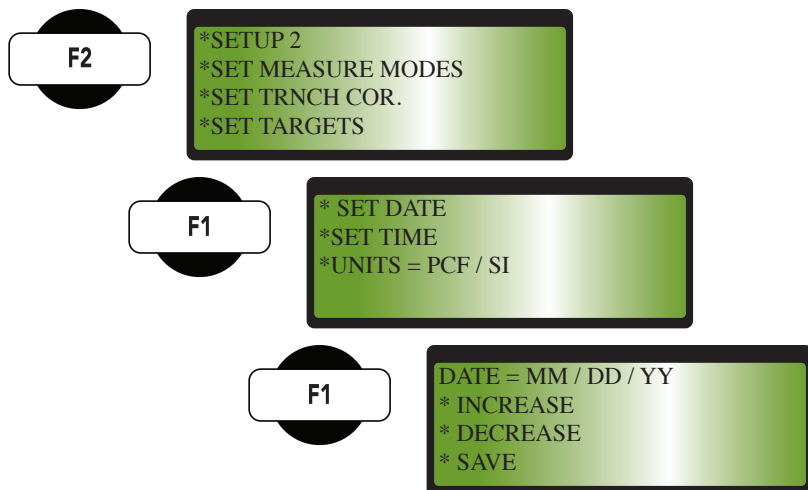 F2
*SETUP 2
*SET MEASURE MODES
*SET TRNCH COR.
*SET TARGETS
F1
* SET DATE
*SET TIME
*UNITS = PCF / SI
F1
DATE = MM / DD / YY
* INCREASE
* DECREASE
* SAVE